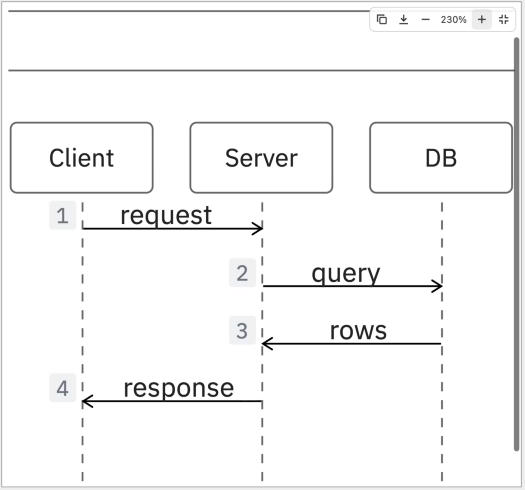 230%
Client Server DB
1 request
2 query
3 rows
4 response